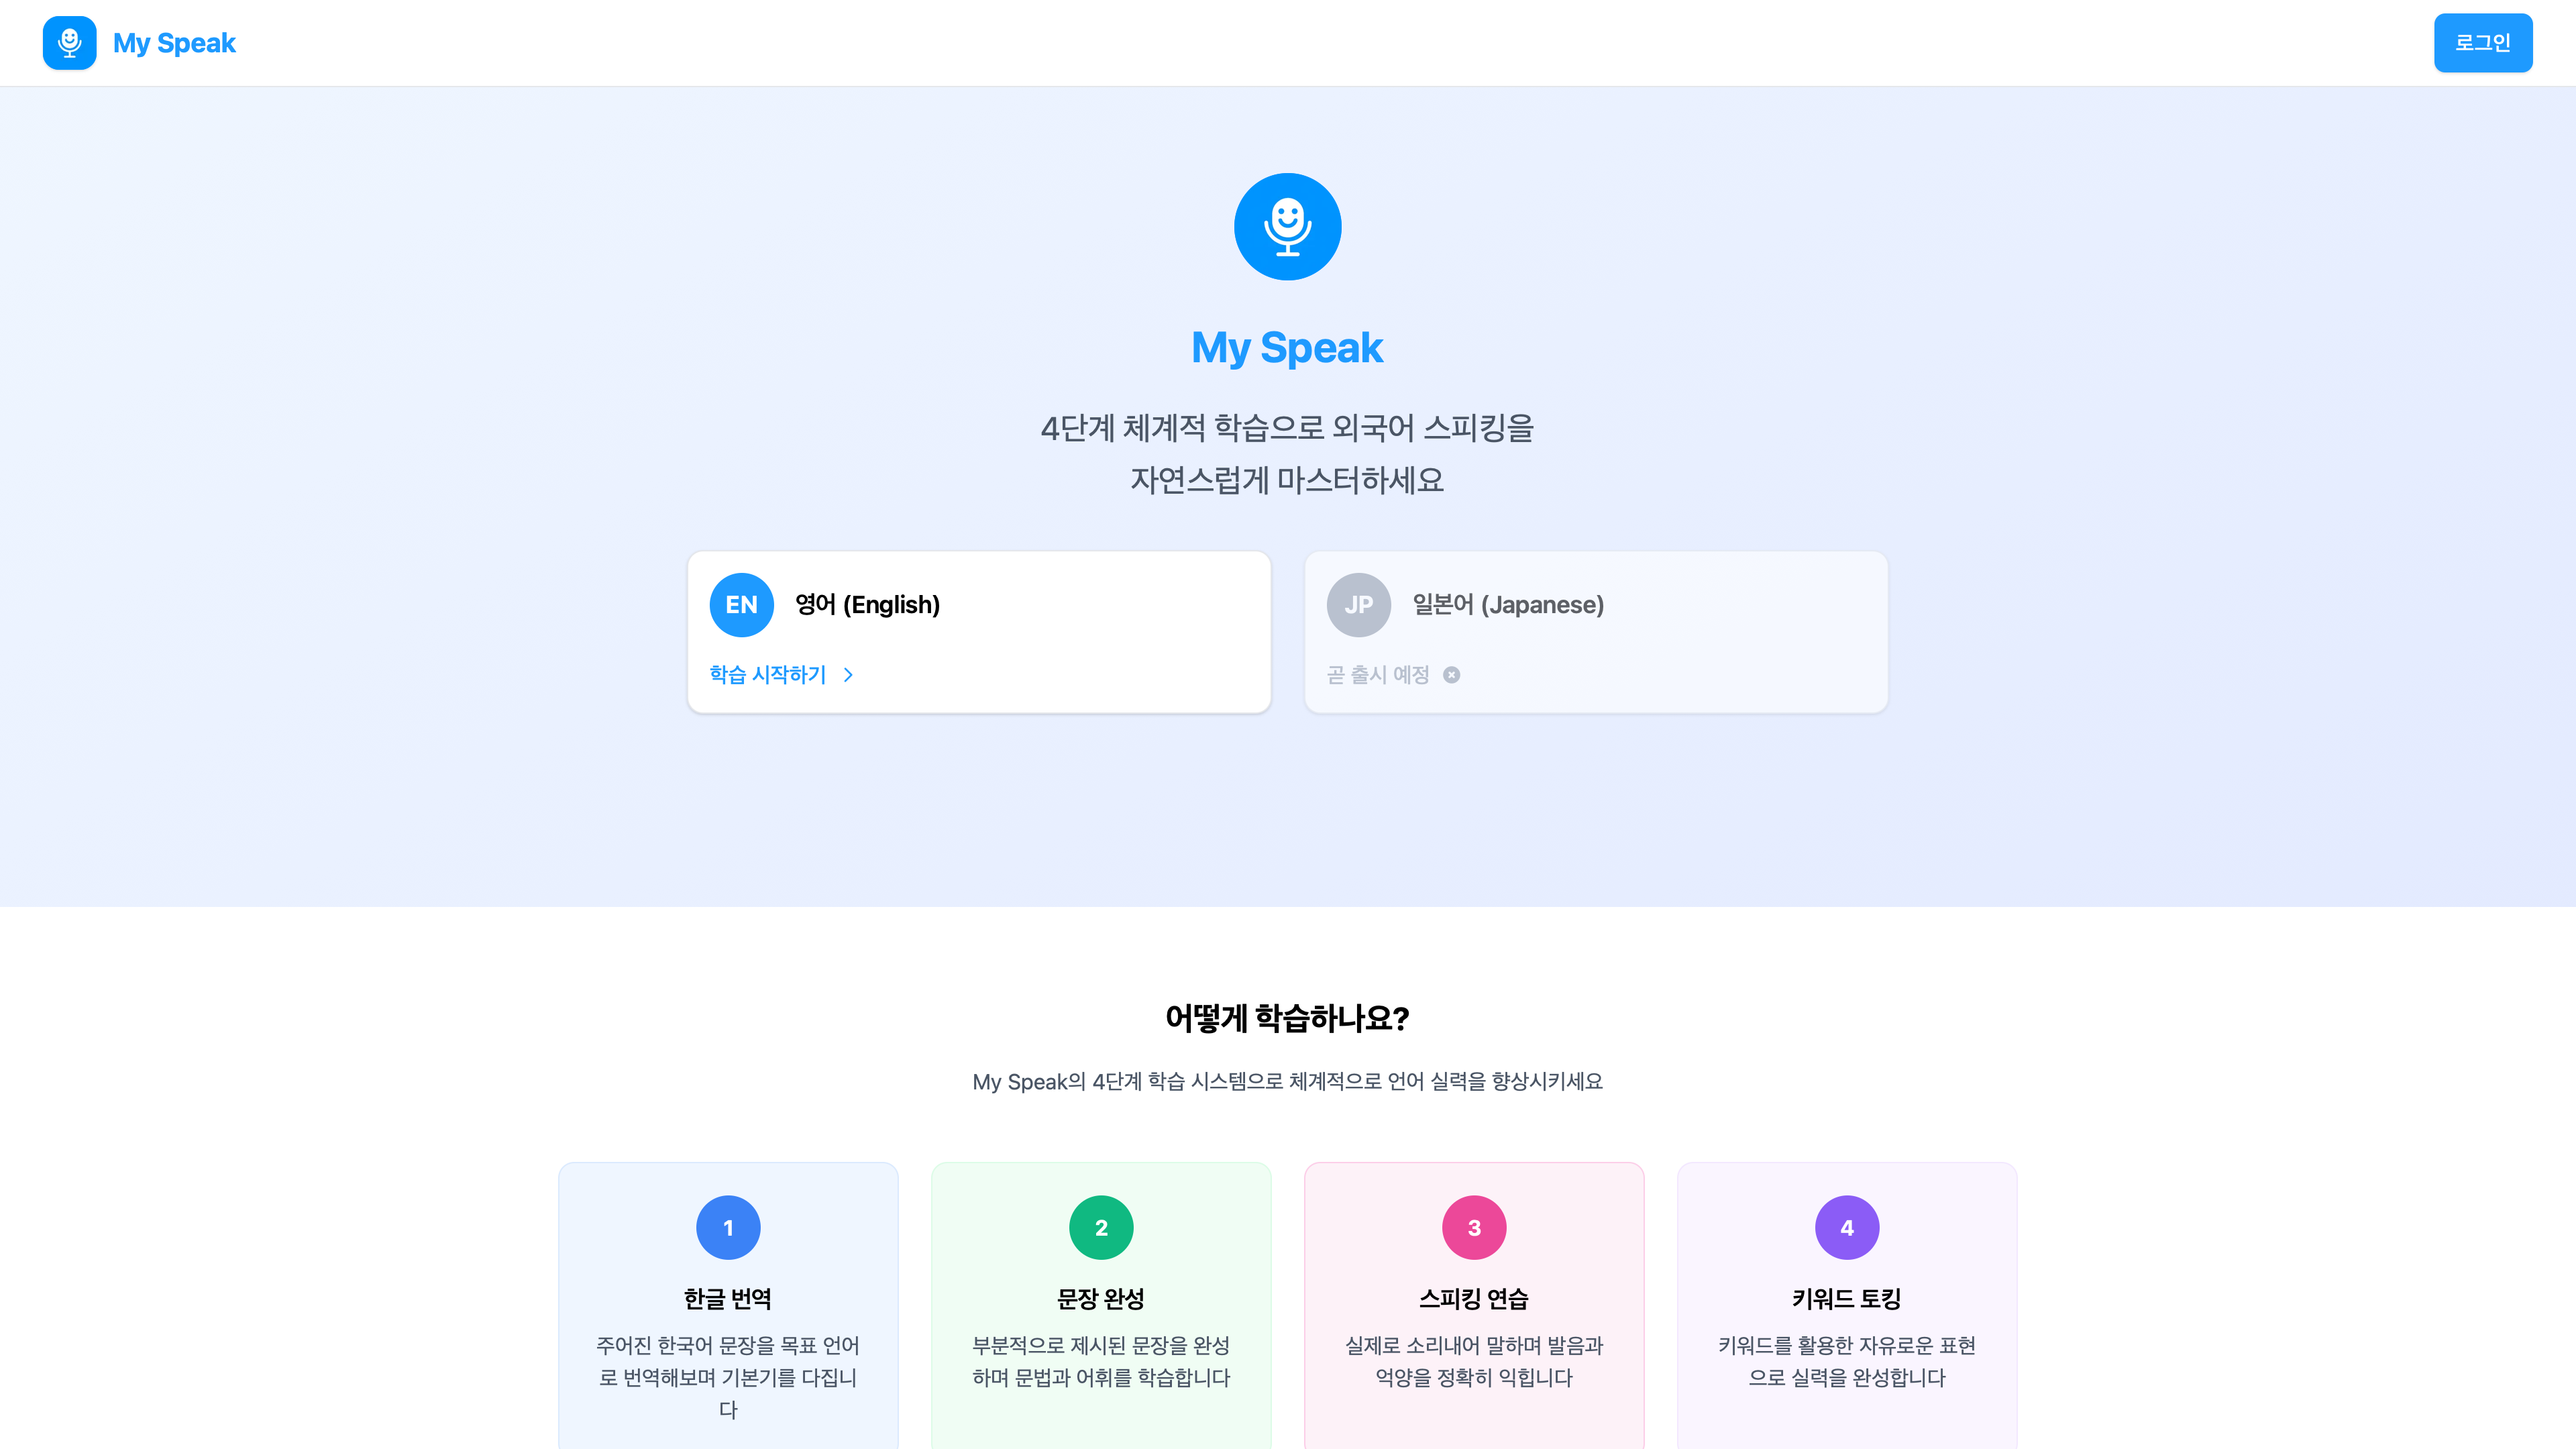 My Speak
로그인
My Speak
4단계 체계적 학습으로 외국어 스피킹을
자연스럽게 마스터하세요
EN
영어 (English)
학습 시작하기
JP
일본어 (Japanese)
곧 출시 예정
어떻게 학습하나요?
My Speak의 4단계 학습 시스템으로 체계적으로 언어 실력을 향상시키세요
1
한글 번역
주어진 한국어 문장을 목표 언어
로 번역해보며 기본기를 다집니
다
2
문장 완성
부분적으로 제시된 문장을 완성
하며 문법과 어휘를 학습합니다
3
스피킹 연습
실제로 소리내어 말하며 발음과
억양을 정확히 익힙니다
4
키워드 토킹
키워드를 활용한 자유로운 표현
으로 실력을 완성합니다